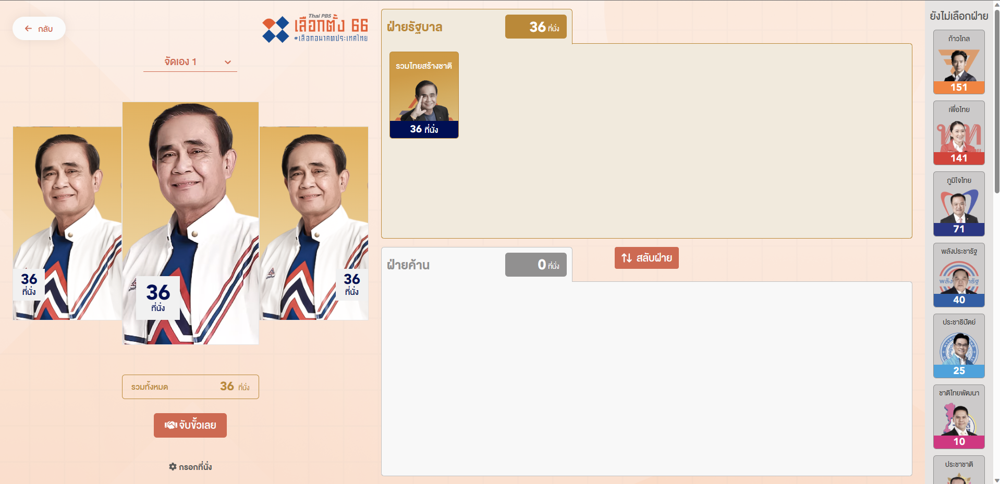 กลับ
Thai PBS
เลือกตั้ง 66
#เลือกอนาคตประเทศไทย
จัดเอง 1
36
ที่นั่ง
36
ที่นั่ง
36
ที่นั่ง
รวมทั้งหมด 36 ที่นั่ง
จับขั้วเลย
กรอกที่นั่ง
ฝ่ายรัฐบาล 36 ที่นั่ง
รวมไทยสร้างชาติ
36 ที่นั่ง
สลับฝ่าย
ฝ่ายค้าน 0 ที่นั่ง
ยังไม่เลือกฝ่าย
ก้าวไกล
151
เพื่อไทย
141
ภูมิใจไทย
71
พลังประชารัฐ
40
ประชาธิปัตย์
25
ชาติไทยพัฒนา
10
ประชาชาติ